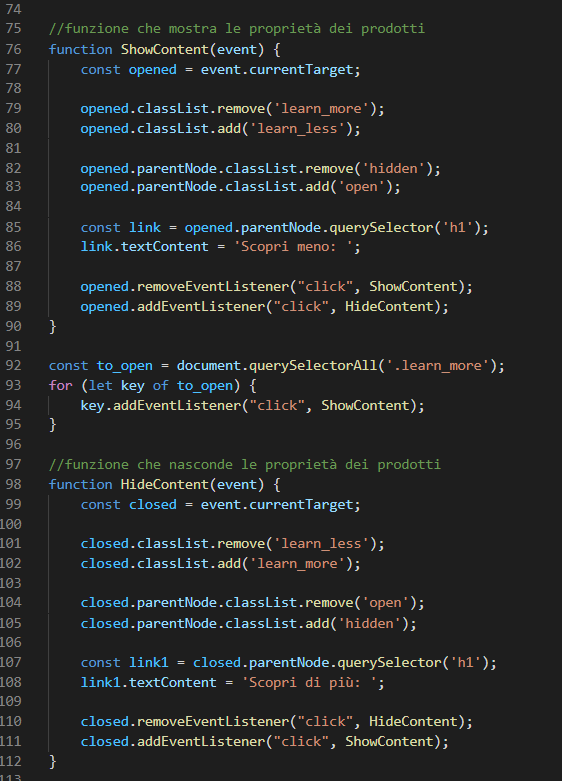 74
75 //funzione che mostra le proprietà dei prodotti
76 function ShowContent(event) {
77     const opened = event.currentTarget;
78
79     opened.classList.remove('learn_more');
80     opened.classList.add('learn_less');
81
82     opened.parentNode.classList.remove('hidden');
83     opened.parentNode.classList.add('open');
84
85     const link = opened.parentNode.querySelector('h1');
86     link.textContent = 'Scopri meno: ';
87
88     opened.removeEventListener("click", ShowContent);
89     opened.addEventListener("click", HideContent);
90 }
91
92 const to_open = document.querySelectorAll('.learn_more');
93 for (let key of to_open) {
94     key.addEventListener("click", ShowContent);
95 }
96
97 //funzione che nasconde le proprietà dei prodotti
98 function HideContent(event) {
99     const closed = event.currentTarget;
100
101     closed.classList.remove('learn_less');
102     closed.classList.add('learn_more');
103
104     closed.parentNode.classList.remove('open');
105     closed.parentNode.classList.add('hidden');
106
107     const link1 = closed.parentNode.querySelector('h1');
108     link1.textContent = 'Scopri di più: ';
109
110     closed.removeEventListener("click", HideContent);
111     closed.addEventListener("click", ShowContent);
112 }
113